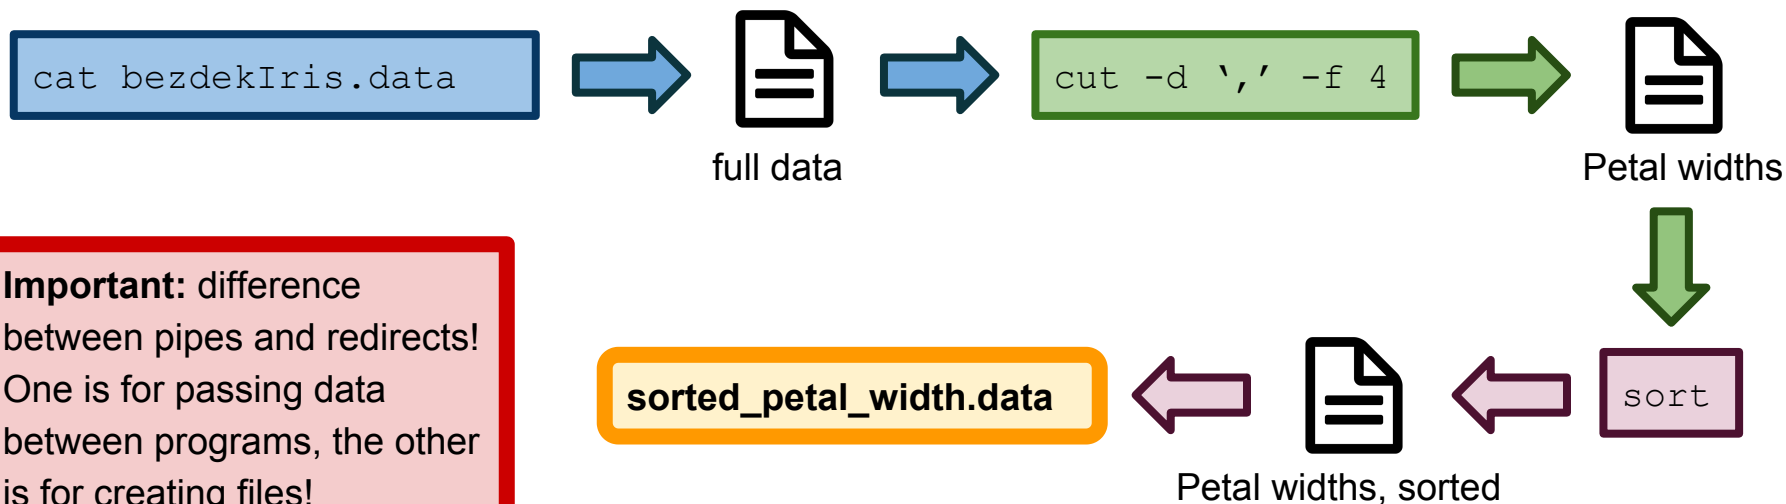 cat bezdekIris.data
full data
cut -d ‘,’ -f 4
Petal widths
sort
Petal widths, sorted
sorted_petal_width.data
Important: difference
between pipes and redirects!
One is for passing data
between programs, the other
is for creating files!